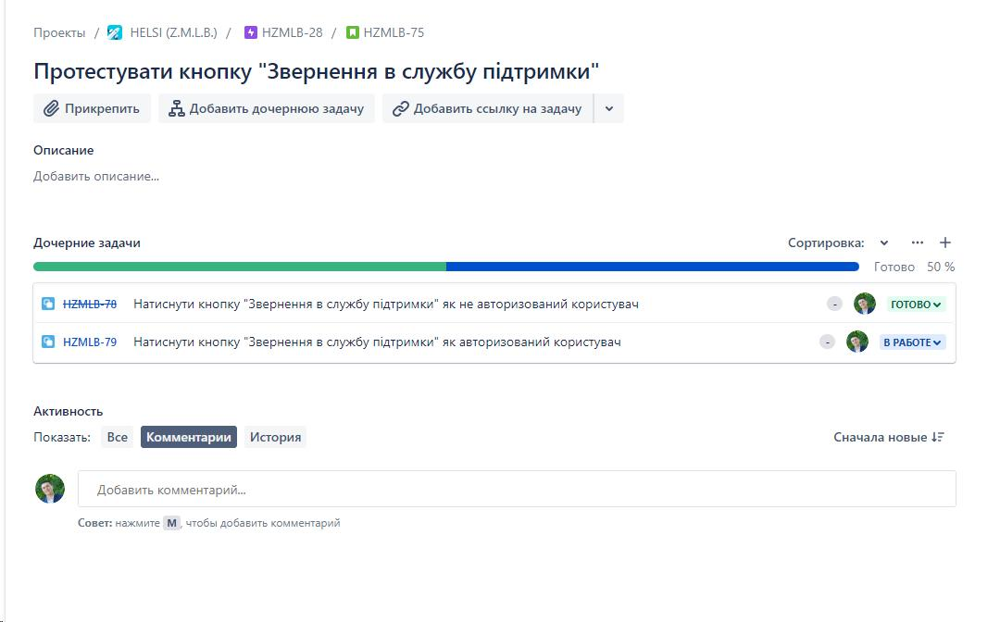 Проекты / HELSI (Z.M.L.B.) / HZMLB-28 / HZMLB-75
Протестувати кнопку "Звернення в службу підтримки"
Прикрепить Добавить дочернюю задачу Добавить ссылку на задачу
Описание
Добавить описание...
Дочерние задачи Сортировка: ... +
Готово 50 %
HZMLB-78 Натиснути кнопку "Звернення в службу підтримки" як не авторизований користувач - ГОТОВО
HZMLB-79 Натиснути кнопку "Звернення в службу підтримки" як авторизований користувач - В РАБОТЕ
Активность
Показать: Все Комментарии История Сначала новые
Добавить комментарий...
Совет: нажмите M, чтобы добавить комментарий